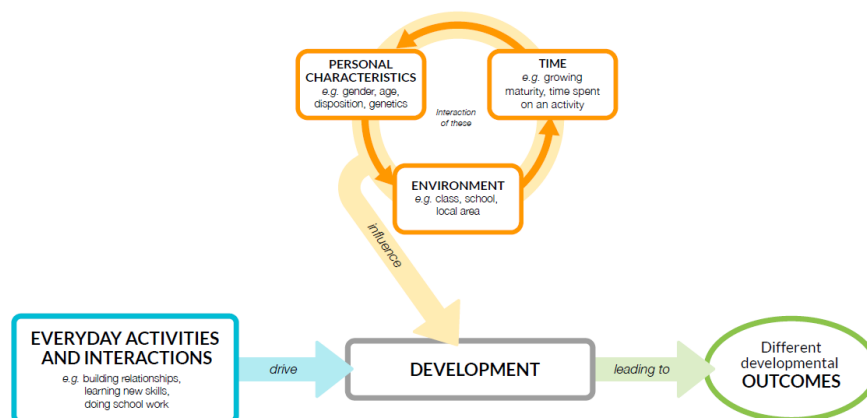 PERSONAL
CHARACTERISTICS
e.g. gender, age,
disposition, genetics
TIME
e.g. growing
maturity, time spent
on an activity
Interaction
of these
ENVIRONMENT
e.g. class, school,
local area
influence
EVERYDAY ACTIVITIES
AND INTERACTIONS
e.g. building relationships,
learning new skills,
doing school work
drive
DEVELOPMENT
leading to
Different
developmental
OUTCOMES